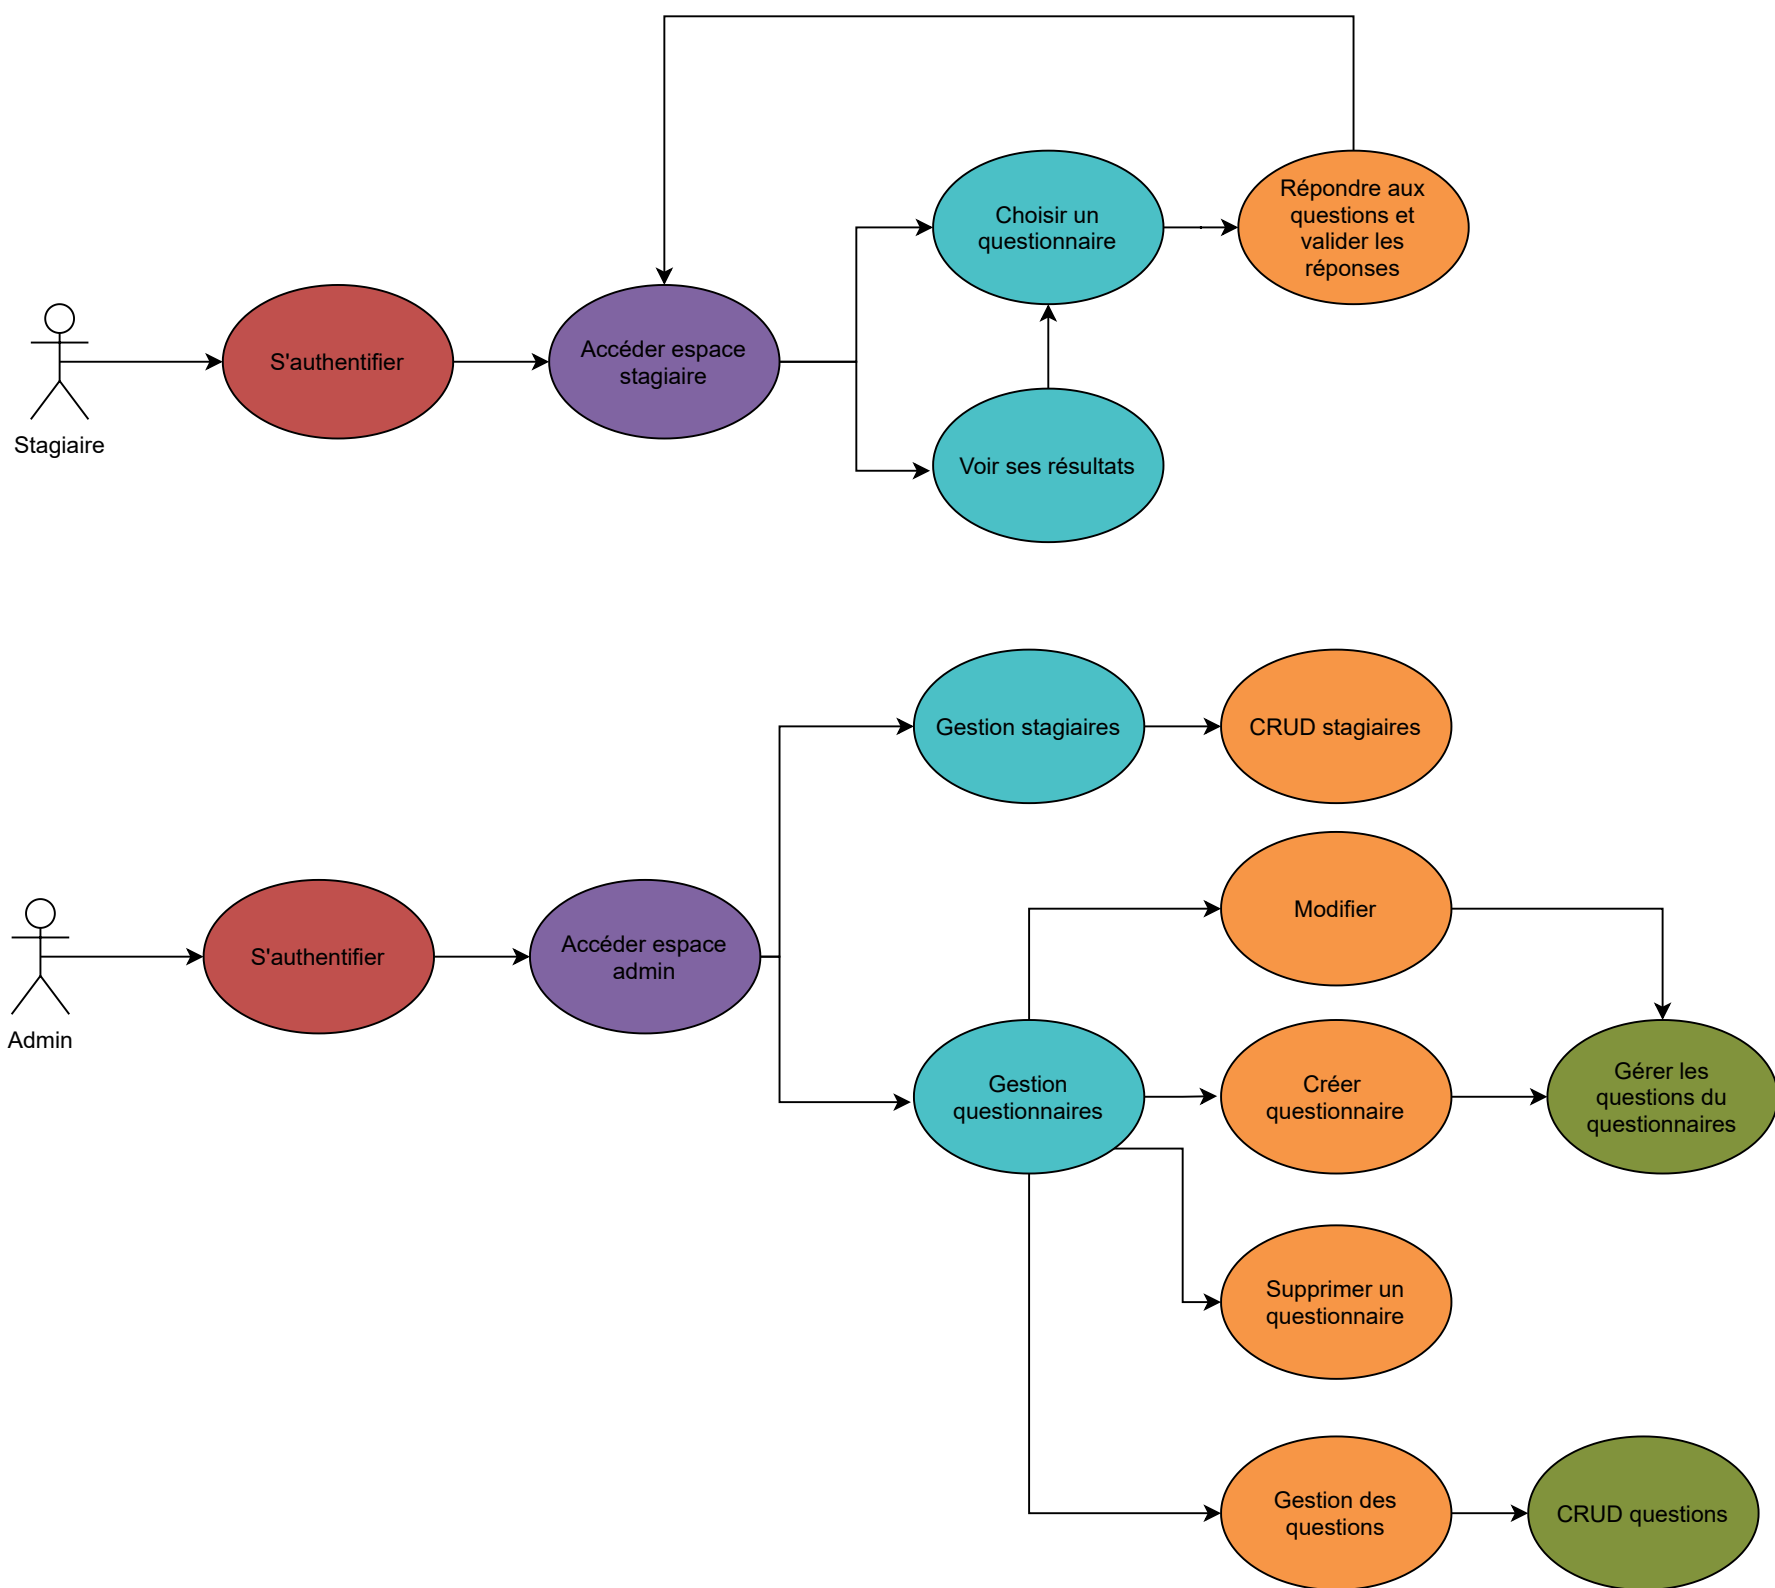 Choisir un
questionnaire
Répondre aux
questions et
valider les
réponses
Stagiaire
S'authentifier
Accéder espace
stagiaire
Voir ses résultats
Gestion stagiaires
CRUD stagiaires
Modifier
Admin
S'authentifier
Accéder espace
admin
Gestion
questionnaires
Créer
questionnaire
Gérer les
questions du
questionnaires
Supprimer un
questionnaire
Gestion des
questions
CRUD questions